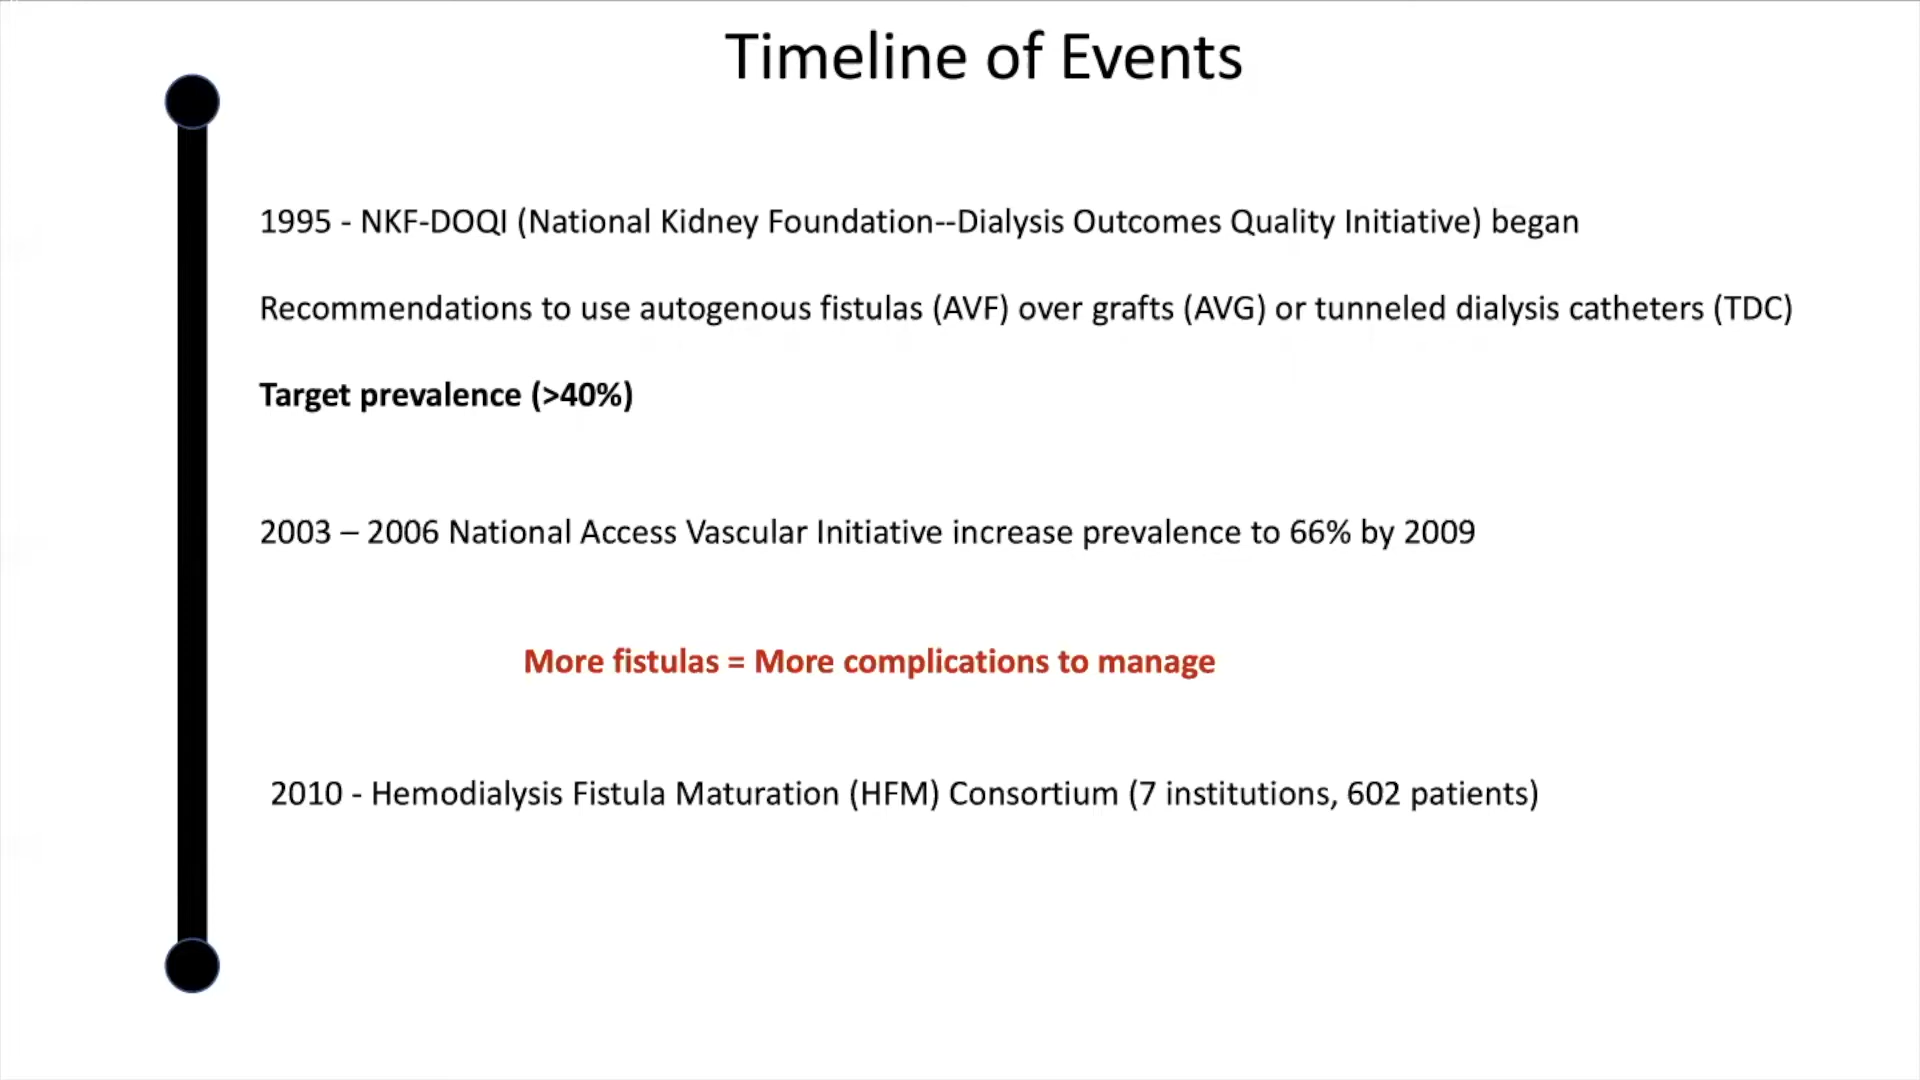 Timeline of Events
1995 - NKF-DOQI (National Kidney Foundation--Dialysis Outcomes Quality Initiative) began
Recommendations to use autogenous fistulas (AVF) over grafts (AVG) or tunneled dialysis catheters (TDC)
Target prevalence (>40%)
2003 – 2006 National Access Vascular Initiative increase prevalence to 66% by 2009
More fistulas = More complications to manage
2010 - Hemodialysis Fistula Maturation (HFM) Consortium (7 institutions, 602 patients)